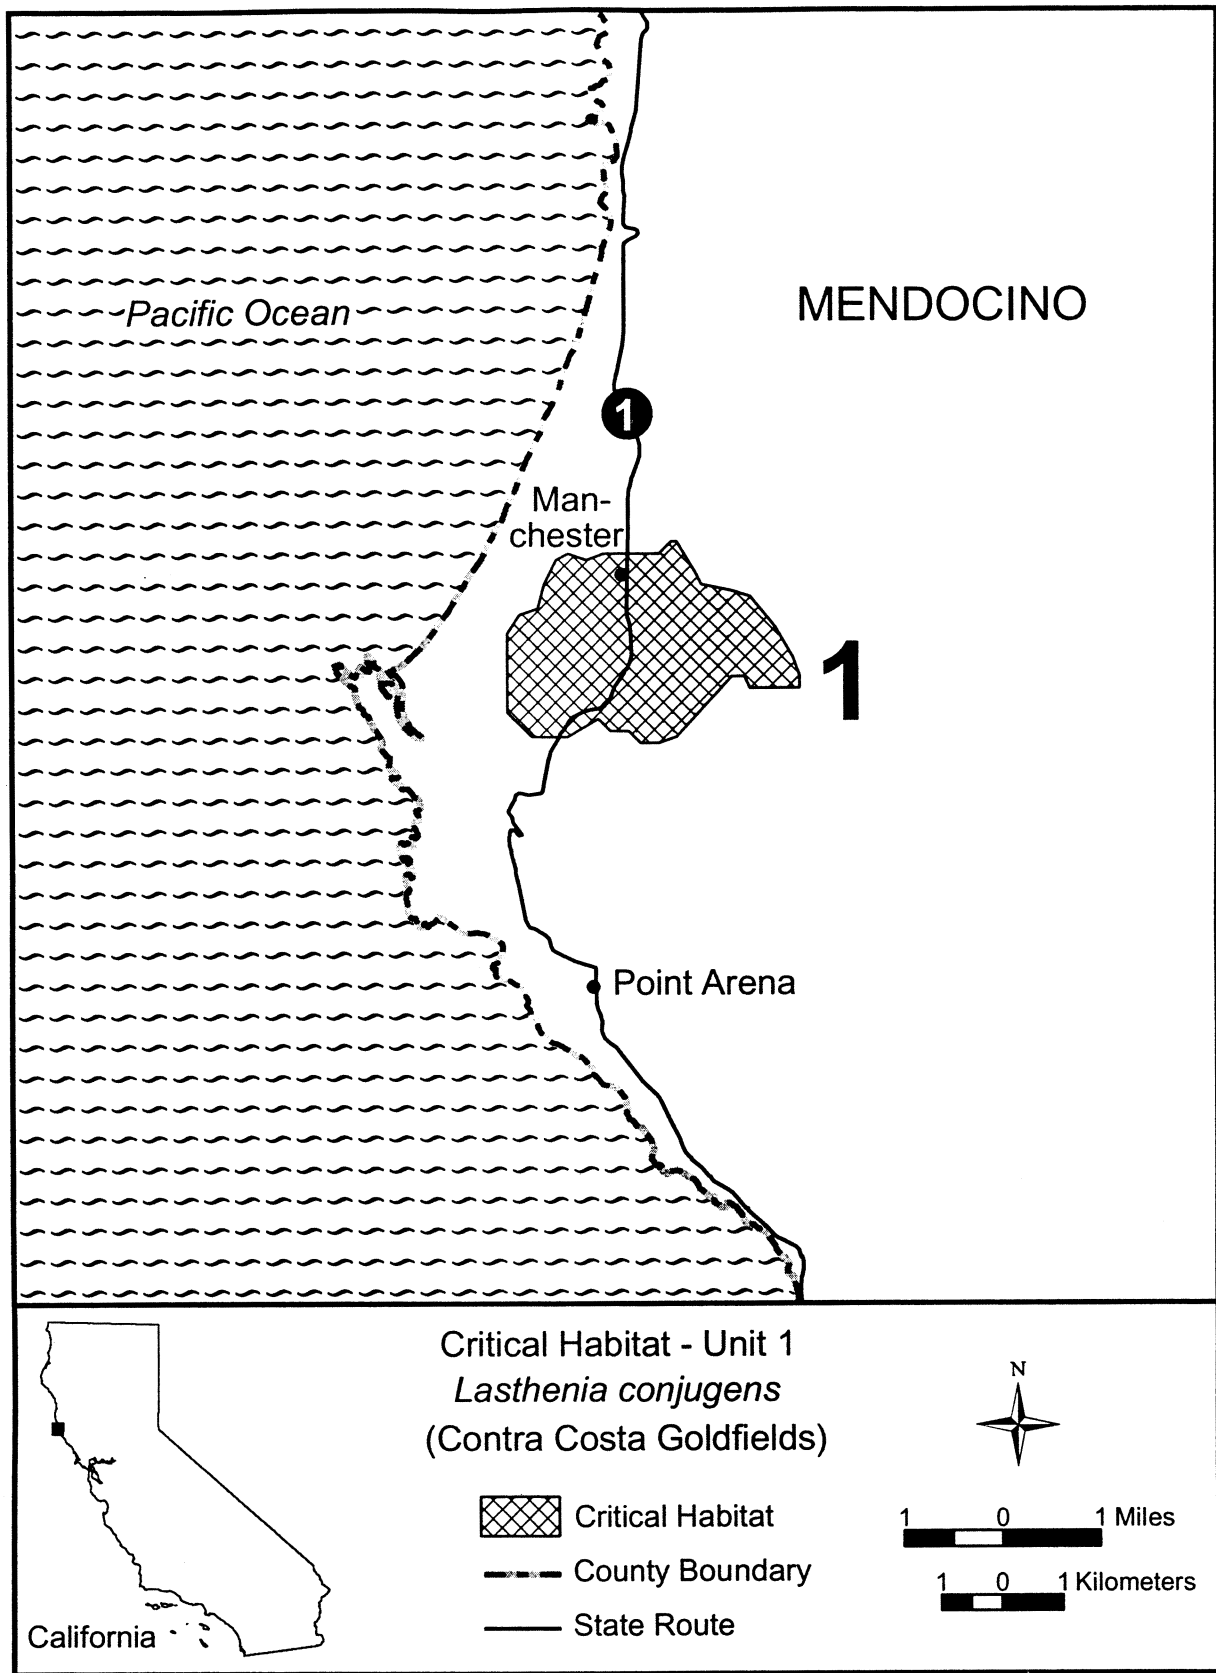 Pacific Ocean
MENDOCINO
1
Man-
chester
1
Point Arena
Critical Habitat - Unit 1
Lasthenia conjugens
(Contra Costa Goldfields)
N
Critical Habitat
County Boundary
State Route
1 0 1 Miles
1 0 1 Kilometers
California